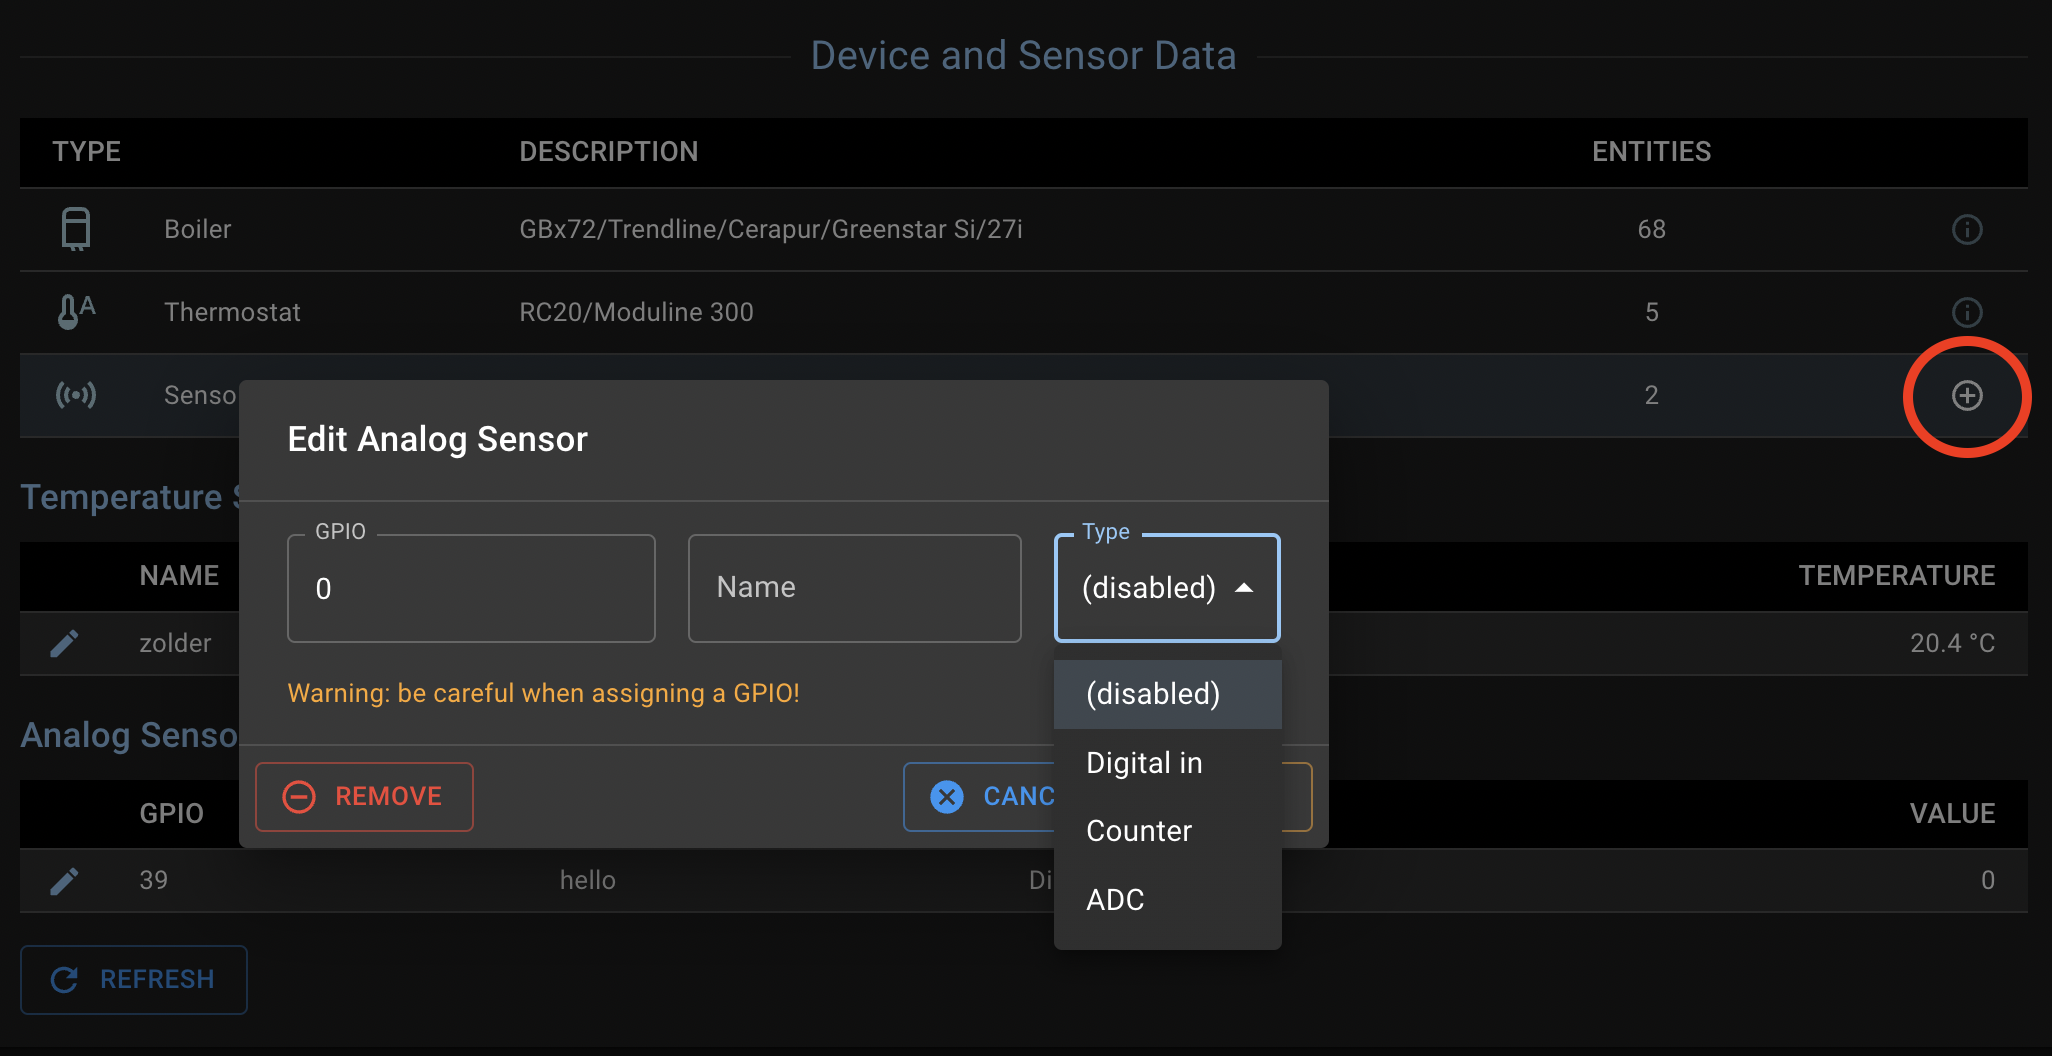 Device and Sensor Data
TYPE DESCRIPTION ENTITIES
Boiler GBx72/Trendline/Cerapur/Greenstar Si/27i 68
A Thermostat RC20/Moduline 300 5
Senso 2
Edit Analog Sensor
Temperature
GPIO Type
0 Name (disabled)
NAME TEMPERATURE
zolder 20.4 °C
Warning: be careful when assigning a GPIO!
(disabled)
Digital in
Counter
ADC
Analog Senso
REMOVE CANC
GPIO VALUE
39 hello Di 0
REFRESH